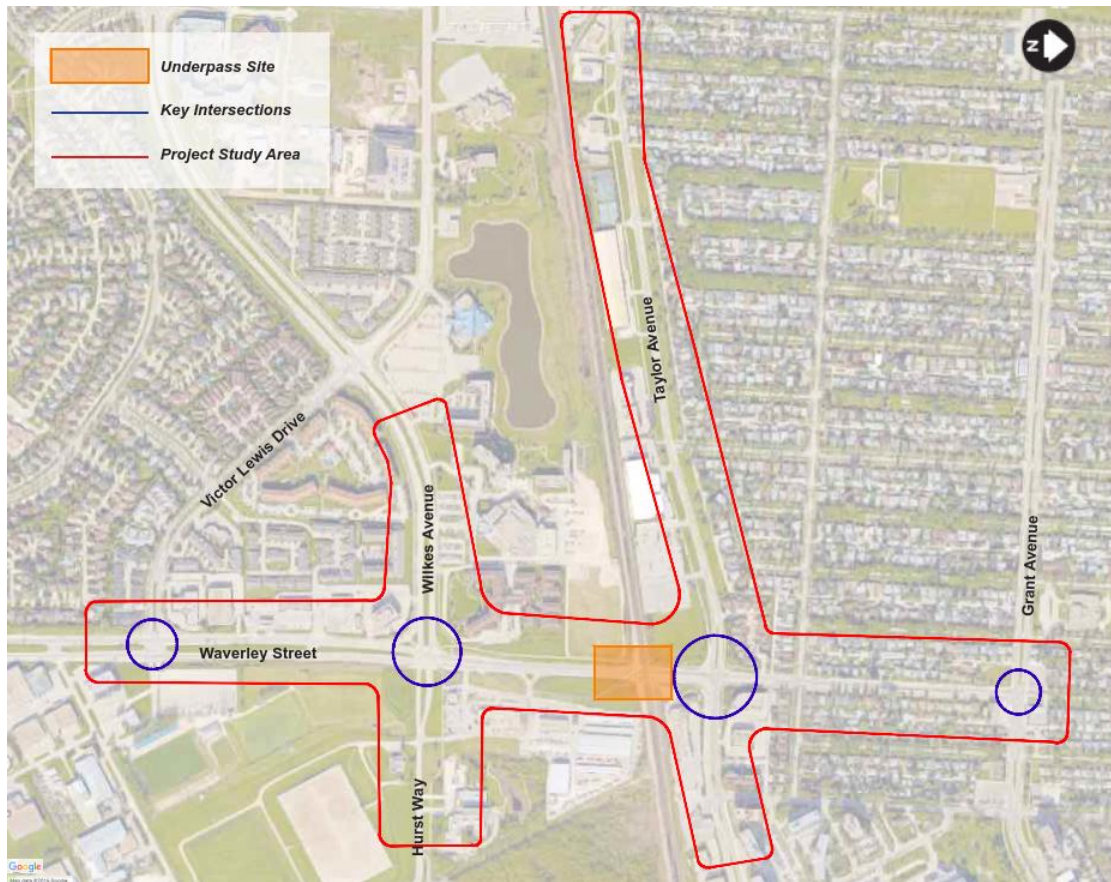 Underpass Site
Key Intersections
Project Study Area
N
Taylor Avenue
Victor Lewis Drive
Wilkes Avenue
Grant Avenue
Waverley Street
Hurst Way
Google